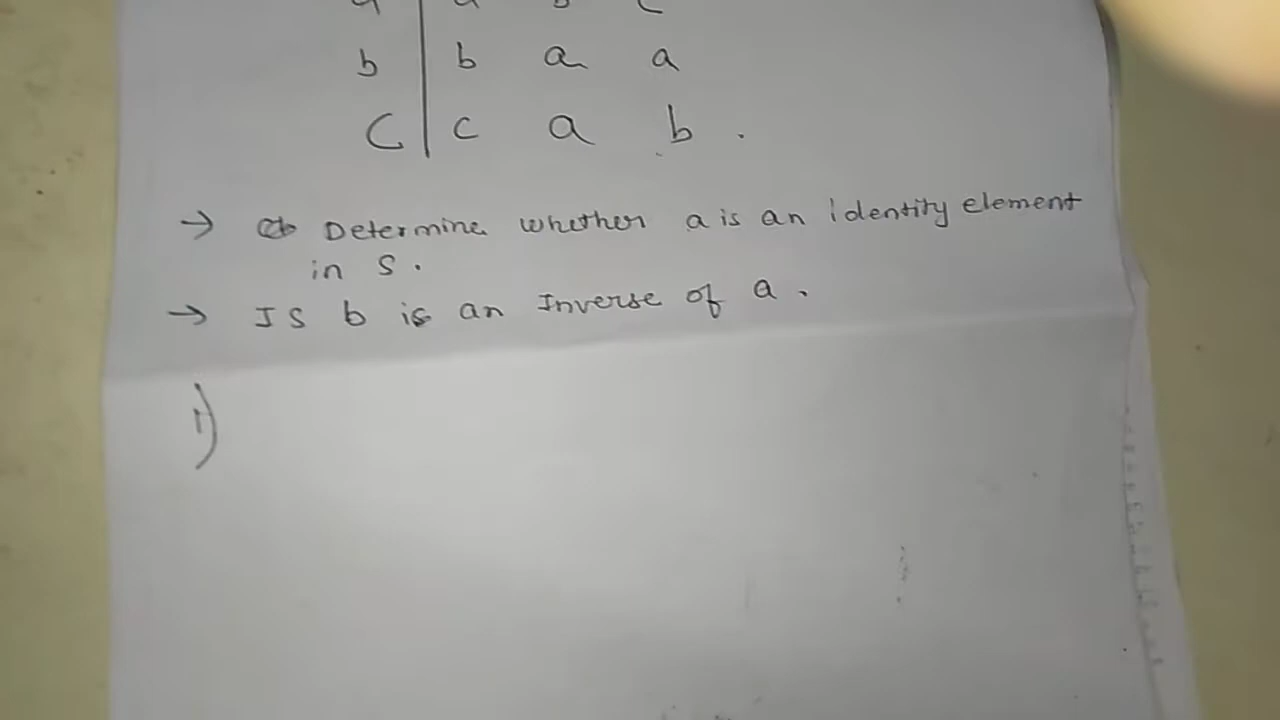 a | a b c
b | b a a
C | c a b .
→ Determine whether a is an identity element
in S .
→ IS b is an Inverse of a .
1)